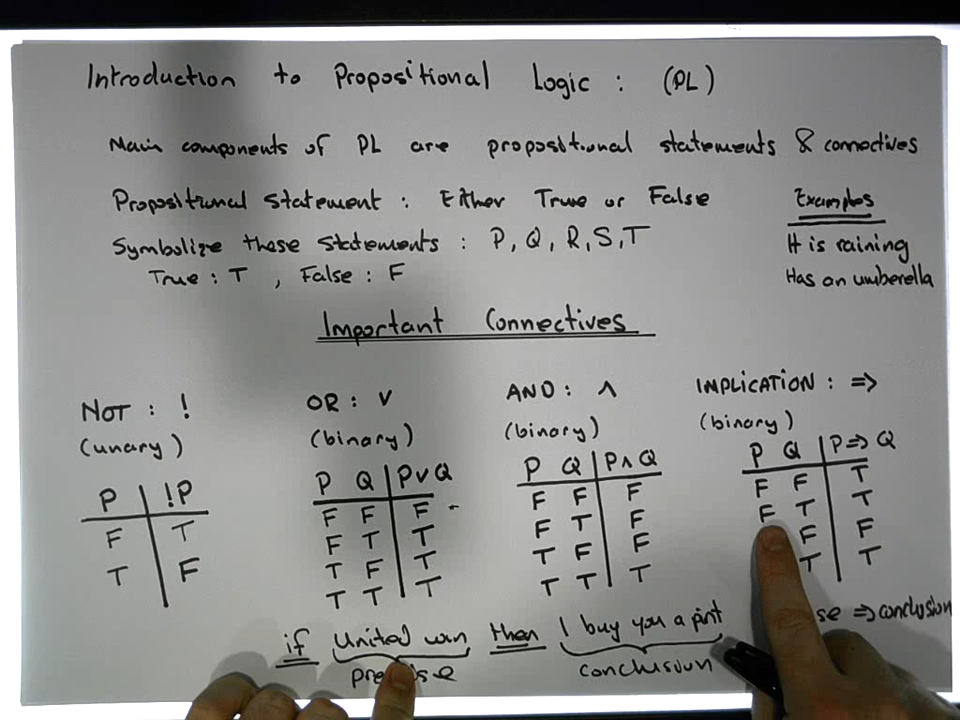 Introduction to Propositional Logic : (PL)
Main components of PL are propositional statements & connectives
Propositional statement : Either True or False
Symbolize these statements : P, Q, R, S, T
True : T , False : F
Examples
It is raining
Has an umberella
Important Connectives
NOT : !
(unary)
P !P
F T
T F
OR : ∨
(binary)
P Q P∨Q
F F F -
F T T
T F T
T T T
AND : ∧
(binary)
P Q P∧Q
F F F
F T F
T F F
T T T
IMPLICATION : =>
(binary)
P Q P=>Q
F F T
F T T
F F
T T
se => conclusion
if United win then I buy you a pint
conclusion